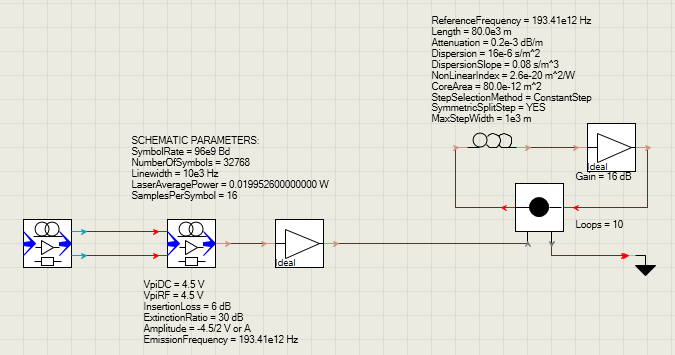 ReferenceFrequency = 193.41e12 Hz
Length = 80.0e3 m
Attenuation = 0.2e-3 dB/m
Dispersion = 16e-6 s/m^2
DispersionSlope = 0.08 s/m^3
NonLinearIndex = 2.6e-20 m^2/W
CoreArea = 80.0e-12 m^2
StepSelectionMethod = ConstantStep
SymmetricSplitStep = YES
MaxStepWidth = 1e3 m
SCHEMATIC PARAMETERS:
SymbolRate = 96e9 Bd
NumberOfSymbols = 32768
Linewidth = 10e3 Hz
LaserAveragePower = 0.019952600000000 W
SamplesPerSymbol = 16
Ideal
Gain = 16 dB
Loops = 10
Ideal
VpiDC = 4.5 V
VpiRF = 4.5 V
InsertionLoss = 6 dB
ExtinctionRatio = 30 dB
Amplitude = -4.5/2 V or A
EmissionFrequency = 193.41e12 Hz